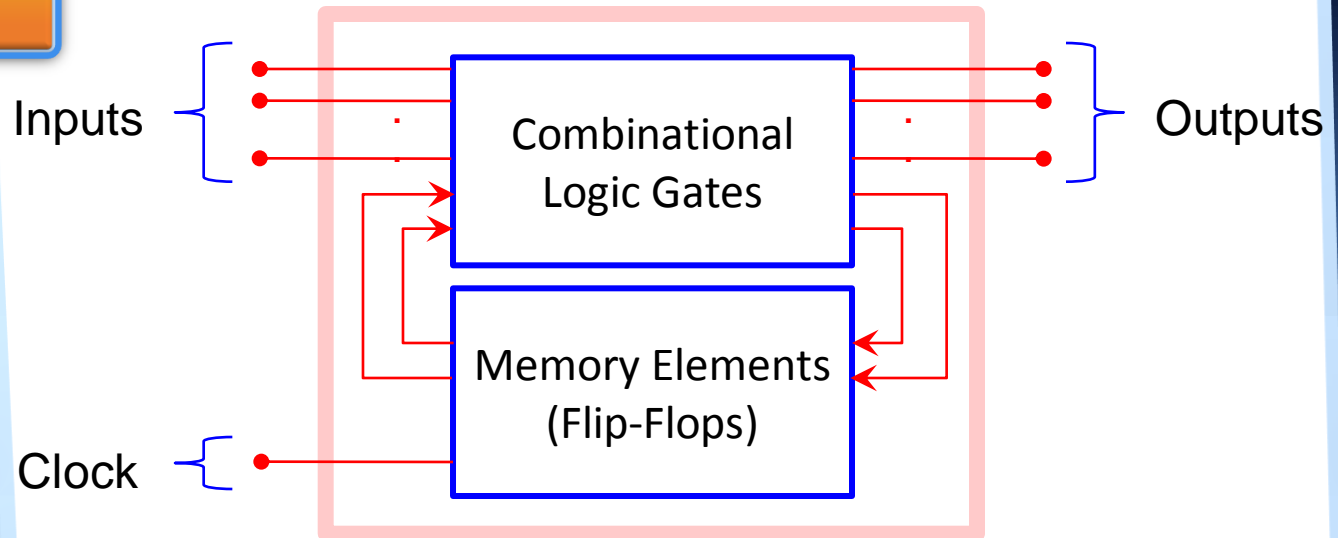 Inputs
Combinational
Logic Gates
Outputs
Memory Elements
(Flip-Flops)
Clock